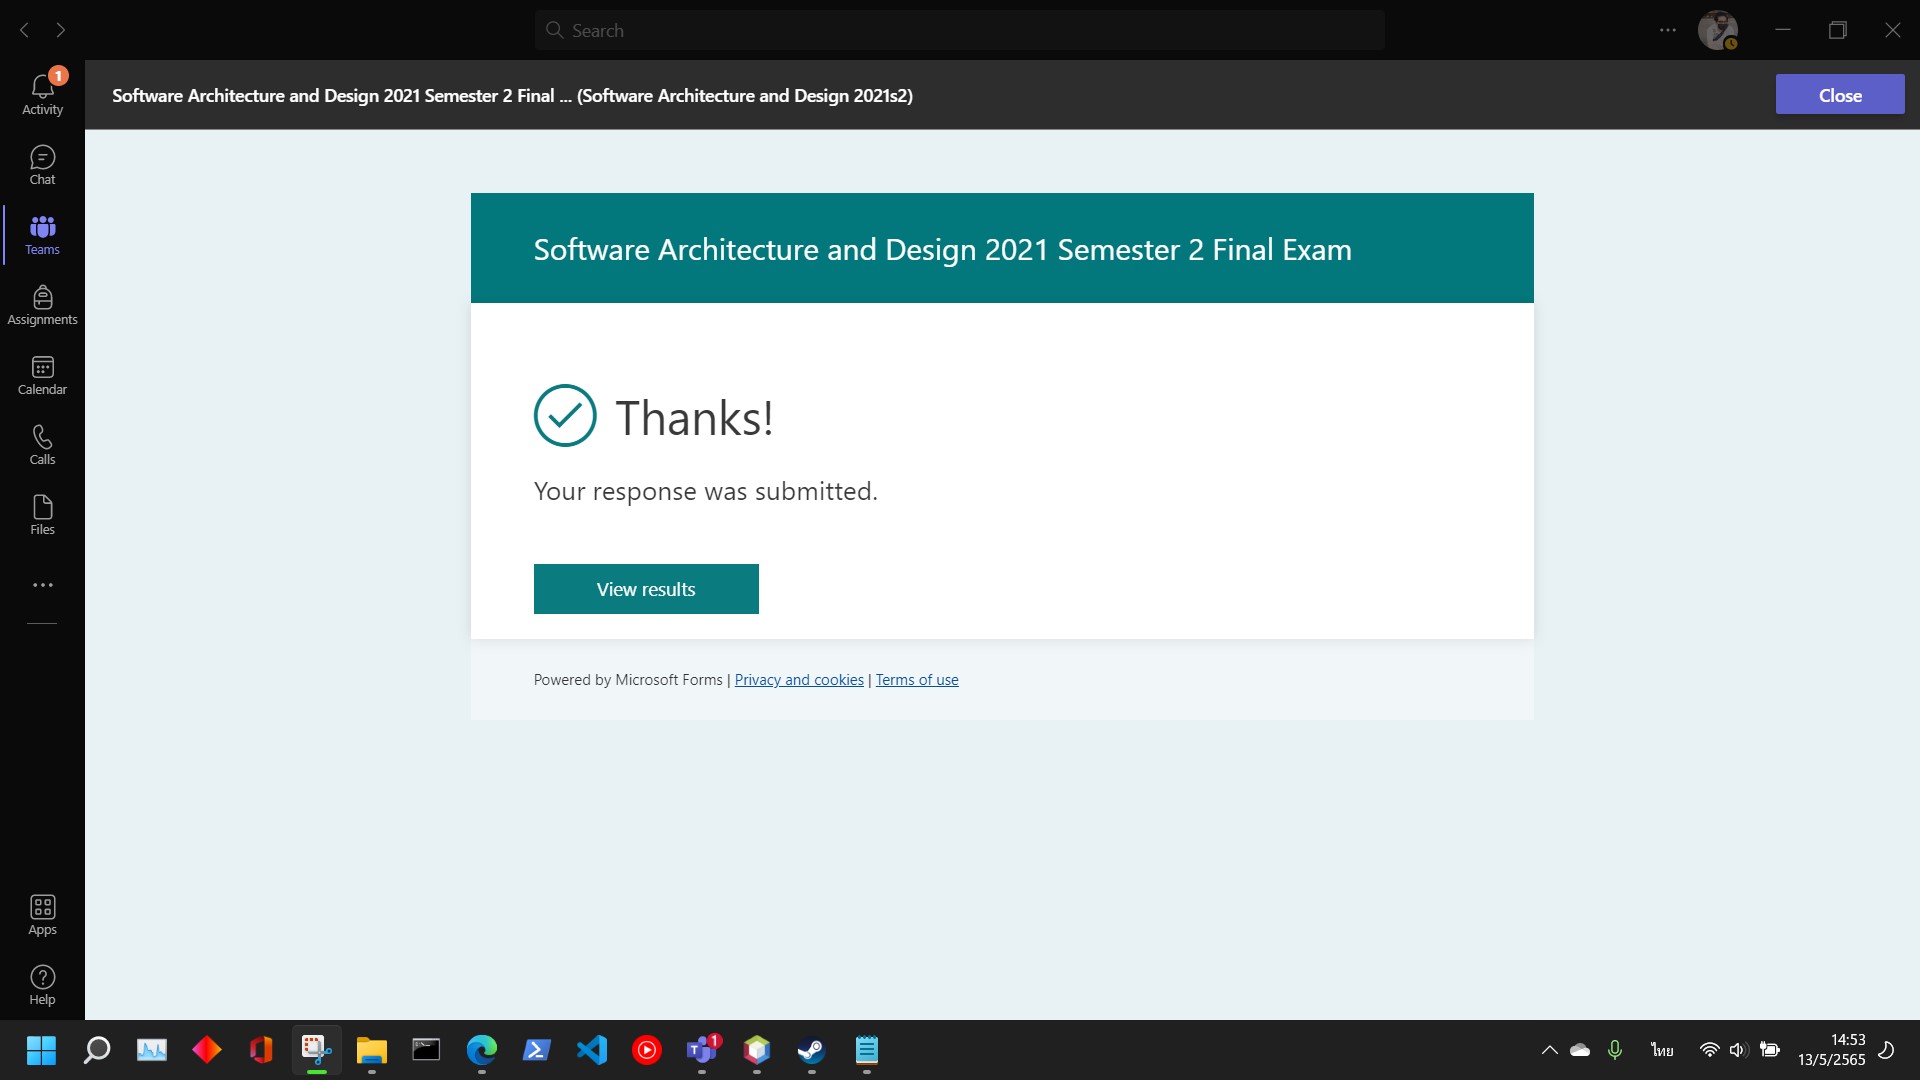 Search
Software Architecture and Design 2021 Semester 2 Final ... (Software Architecture and Design 2021s2)
Close
1
Activity
Chat
Teams
Assignments
Calendar
Calls
Files
Apps
Help
Software Architecture and Design 2021 Semester 2 Final Exam
Thanks!
Your response was submitted.
View results
Powered by Microsoft Forms | Privacy and cookies | Terms of use
1
ไทย
14:53
13/5/2565